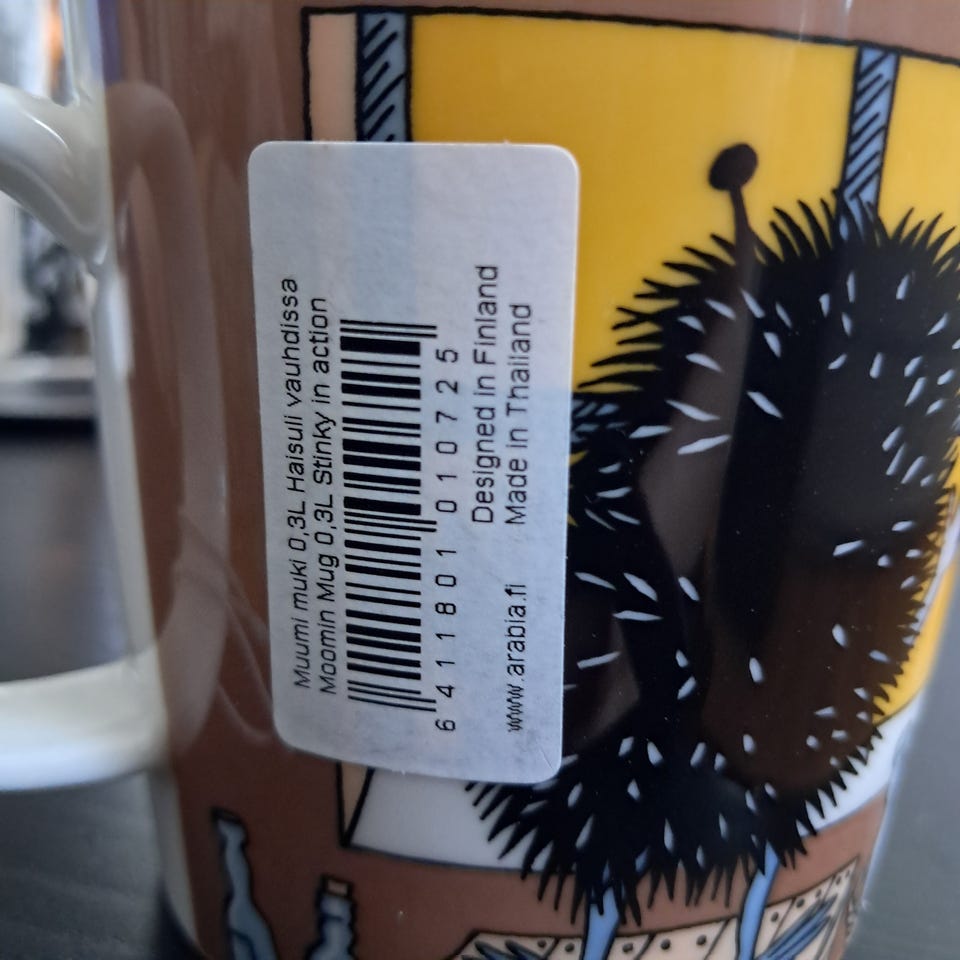 Muumi muki 0,3L Haisuli vauhdissa
Moomin Mug 0,3L Stinky in action
6 411801 010725
Designed in Finland
www.arabia.fi Made in Thailand